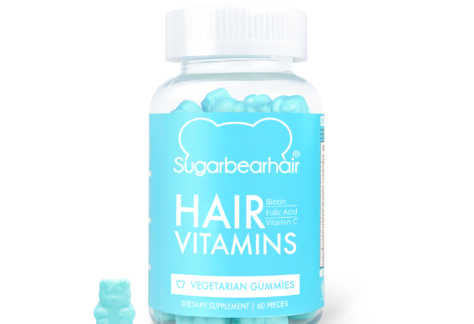 Sugarbearhair®
HAIR
Biotin
Folic Acid
Vitamin C
VITAMINS
VEGETARIAN GUMMIES
DIETARY SUPPLEMENT | 60 PIECES